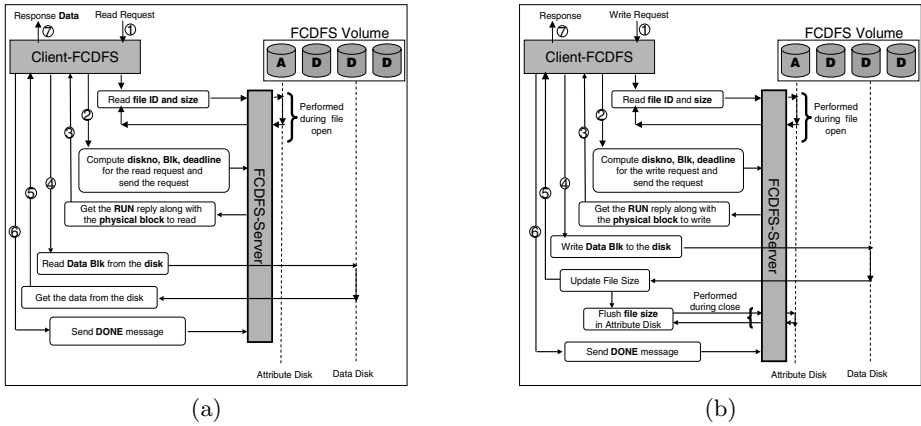 Response Data
Read Request
⑦
①
FCDFS Volume
Client-FCDFS
A D D D
Read file ID and size
Performed
during file
open
②
③
Compute diskno, Blk, deadline
for the read request and
send the request
④
⑤
Get the RUN reply along with
the physical block to read
⑥
FCDFS-Server
Read Data Blk from the disk
Get the data from the disk
Send DONE message
Attribute Disk
Data Disk
(a)
Response
Write Request
⑦
①
FCDFS Volume
Client-FCDFS
A D D D
Read file ID and size
Performed
during file
open
②
③
Compute diskno, Blk, deadline
for the write request and
send the request
④
⑤
Get the RUN reply along with
the physical block to write
⑥
FCDFS-Server
Write Data Blk to the disk
Update File Size
Performed
during close
Flush file size
in Attribute Disk
Send DONE message
Attribute Disk
Data Disk
(b)